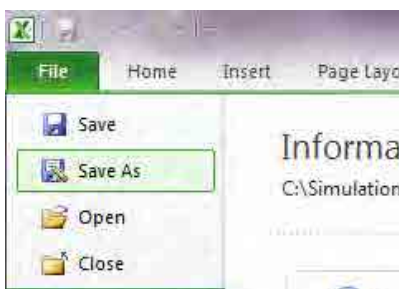 File Home Insert Page Layo
Save
Save As
Open
Close
Informa
C:\Simulation